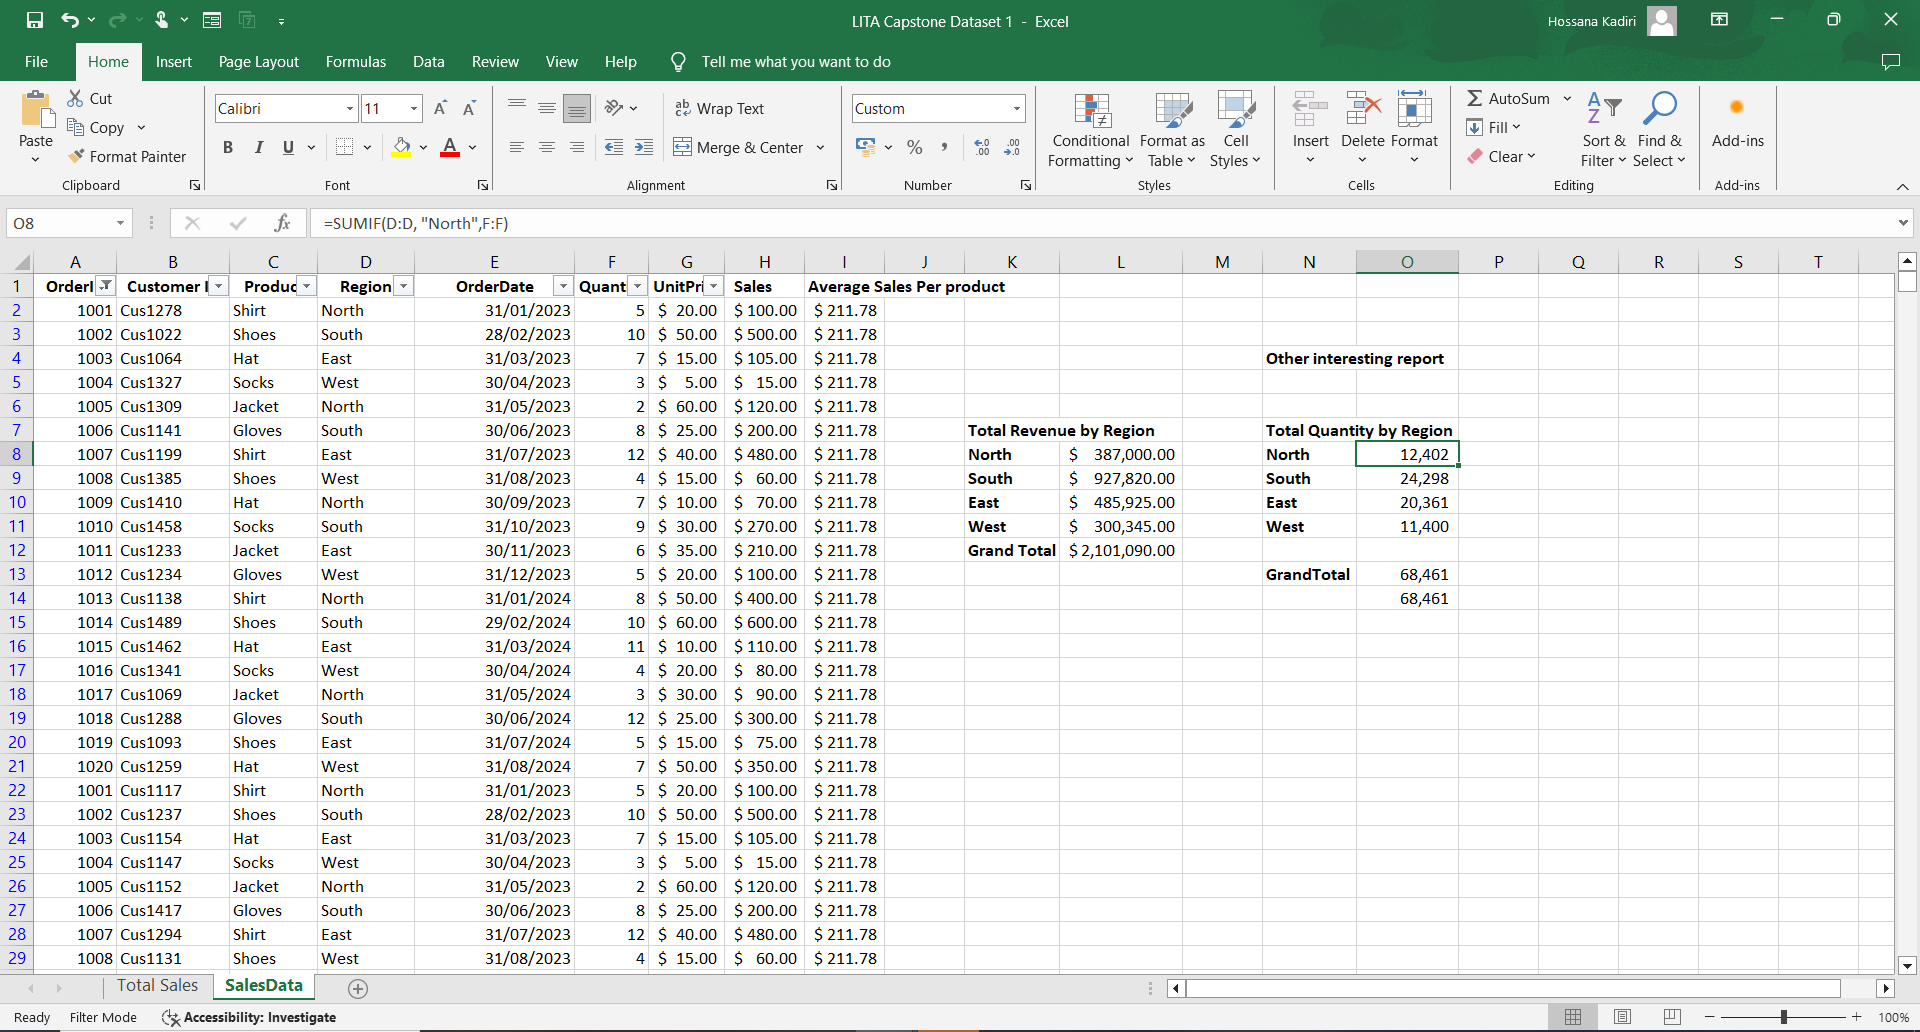 LITA Capstone Dataset 1 - Excel
Hossana Kadiri
File Home Insert Page Layout Formulas Data Review View Help Tell me what you want to do
Cut
Copy
Format Painter
Paste
Clipboard
Calibri 11
B I U A
Font
Wrap Text
Merge & Center
Alignment
Custom
Number
Conditional Formatting
Format as Table
Cell Styles
Styles
Insert Delete Format
Cells
AutoSum
Fill
Clear
Sort & Filter
Find & Select
Editing
Add-ins
Add-ins
O8 fx =SUMIF(D:D, "North",F:F)
A B C D E F G H I J K L M N O P Q R S T
1 OrderI Customer I Produc Region OrderDate Quant UnitPri Sales Average Sales Per product
2 1001 Cus1278 Shirt North 31/01/2023 5 $ 20.00 $ 100.00 $ 211.78
3 1002 Cus1022 Shoes South 28/02/2023 10 $ 50.00 $ 500.00 $ 211.78
4 1003 Cus1064 Hat East 31/03/2023 7 $ 15.00 $ 105.00 $ 211.78 Other interesting report
5 1004 Cus1327 Socks West 30/04/2023 3 $ 5.00 $ 15.00 $ 211.78
6 1005 Cus1309 Jacket North 31/05/2023 2 $ 60.00 $ 120.00 $ 211.78
7 1006 Cus1141 Gloves South 30/06/2023 8 $ 25.00 $ 200.00 $ 211.78 Total Revenue by Region Total Quantity by Region
8 1007 Cus1199 Shirt East 31/07/2023 12 $ 40.00 $ 480.00 $ 211.78 North $ 387,000.00 North 12,402
9 1008 Cus1385 Shoes West 31/08/2023 4 $ 15.00 $ 60.00 $ 211.78 South $ 927,820.00 South 24,298
10 1009 Cus1410 Hat North 30/09/2023 7 $ 10.00 $ 70.00 $ 211.78 East $ 485,925.00 East 20,361
11 1010 Cus1458 Socks South 31/10/2023 9 $ 30.00 $ 270.00 $ 211.78 West $ 300,345.00 West 11,400
12 1011 Cus1233 Jacket East 30/11/2023 6 $ 35.00 $ 210.00 $ 211.78 Grand Total $ 2,101,090.00
13 1012 Cus1234 Gloves West 31/12/2023 5 $ 20.00 $ 100.00 $ 211.78 GrandTotal 68,461
14 1013 Cus1138 Shirt North 31/01/2024 8 $ 50.00 $ 400.00 $ 211.78 68,461
15 1014 Cus1489 Shoes South 29/02/2024 10 $ 60.00 $ 600.00 $ 211.78
16 1015 Cus1462 Hat East 31/03/2024 11 $ 10.00 $ 110.00 $ 211.78
17 1016 Cus1341 Socks West 30/04/2024 4 $ 20.00 $ 80.00 $ 211.78
18 1017 Cus1069 Jacket North 31/05/2024 3 $ 30.00 $ 90.00 $ 211.78
19 1018 Cus1288 Gloves South 30/06/2024 12 $ 25.00 $ 300.00 $ 211.78
20 1019 Cus1093 Shoes East 31/07/2024 5 $ 15.00 $ 75.00 $ 211.78
21 1020 Cus1259 Hat West 31/08/2024 7 $ 50.00 $ 350.00 $ 211.78
22 1001 Cus1117 Shirt North 31/01/2023 5 $ 20.00 $ 100.00 $ 211.78
23 1002 Cus1237 Shoes South 28/02/2023 10 $ 50.00 $ 500.00 $ 211.78
24 1003 Cus1154 Hat East 31/03/2023 7 $ 15.00 $ 105.00 $ 211.78
25 1004 Cus1147 Socks West 30/04/2023 3 $ 5.00 $ 15.00 $ 211.78
26 1005 Cus1152 Jacket North 31/05/2023 2 $ 60.00 $ 120.00 $ 211.78
27 1006 Cus1417 Gloves South 30/06/2023 8 $ 25.00 $ 200.00 $ 211.78
28 1007 Cus1294 Shirt East 31/07/2023 12 $ 40.00 $ 480.00 $ 211.78
29 1008 Cus1131 Shoes West 31/08/2023 4 $ 15.00 $ 60.00 $ 211.78
Total Sales SalesData
Ready Filter Mode Accessibility: Investigate 100%